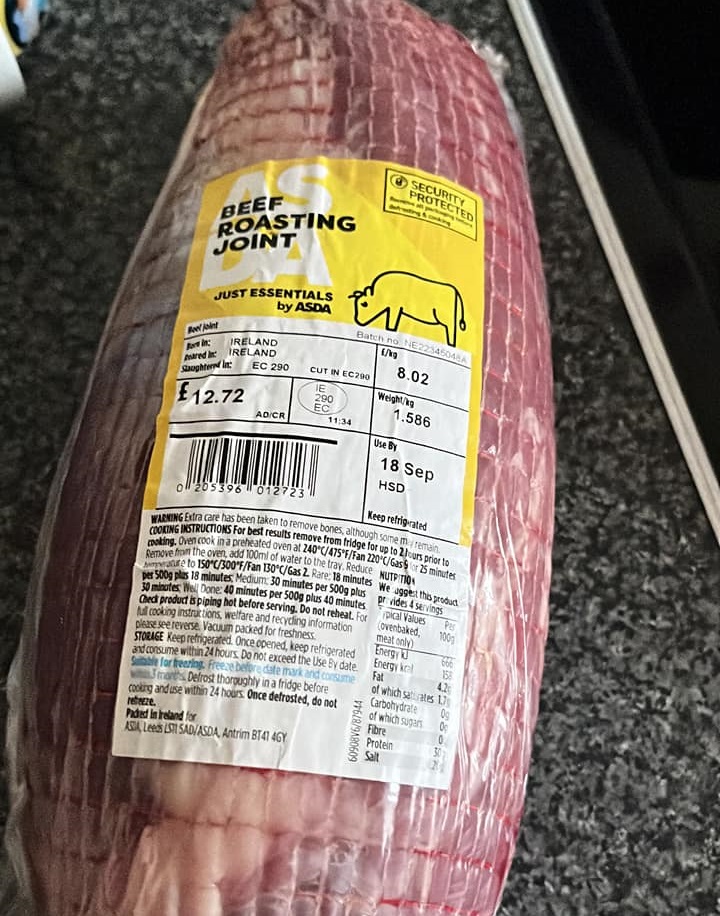 ASDA
SECURITY
PROTECTED
BEEF
ROASTING
JOINT
JUST ESSENTIALS
by ASDA
Beef Joint
Batch no: NE22345048A
Born in: IRELAND
Reared in: IRELAND
Slaughtered in: EC 290 CUT IN EC290
£/kg
8.02
£12.72
AD/CR
IE
290
EC
11:34
Weight/kg
1.586
Use By
18 Sep
HSD
Keep refrigerated
0 205396 012723
WARNING Extra care has been taken to remove bones, although some may remain.
COOKING INSTRUCTIONS For best results remove from fridge for up to 2 hours prior to
cooking. Oven cook in a preheated oven at 240°C/475°F/Fan 220°C/Gas 9 for 25 minutes
Remove from the oven, add 100ml of water to the tray. Reduce
temperature to 150°C/300°F/Fan 130°C/Gas 2. Rare: 18 minutes
per 500g plus 18 minutes; Medium: 30 minutes per 500g plus
30 minutes; Well Done: 40 minutes per 500g plus 40 minutes
Check product is piping hot before serving. Do not reheat. For
full cooking instructions, welfare and recycling information
please see reverse. Vacuum packed for freshness.
STORAGE Keep refrigerated. Once opened, keep refrigerated
and consume within 24 hours. Do not exceed the Use By date.
Suitable for freezing. Freeze before date mark and consume
within 3 months. Defrost thoroughly in a fridge before
cooking and use within 24 hours. Once defrosted, do not
refreeze.
Packed in Ireland for
ASDA, Leeds LS11 5AD/ASDA, Antrim BT41 4GY
NUTRITION
We suggest this product
provides 4 servings
Typical Values Per
(ovenbaked, 100g
meat only)
Energy kJ 666
Energy kcal 158
Fat 4.2g
of which saturates 1.7g
Carbohydrate 0g
of which sugars 0g
Fibre
Protein
Salt
60908V6/87944